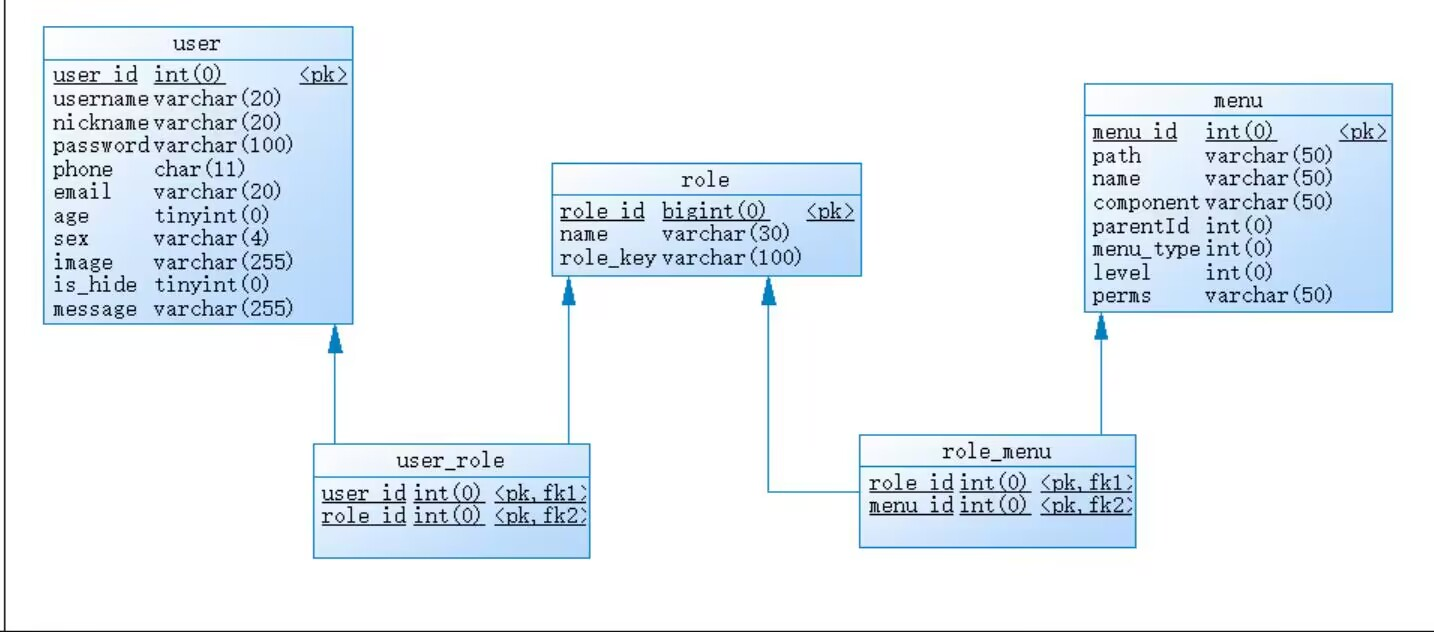 user
user_id int(0) <pk>
username varchar(20)
nickname varchar(20)
password varchar(100)
phone char(11)
email varchar(20)
age tinyint(0)
sex varchar(4)
image varchar(255)
is_hide tinyint(0)
message varchar(255)
role
role_id bigint(0) <pk>
name varchar(30)
role_key varchar(100)
menu
menu_id int(0) <pk>
path varchar(50)
name varchar(50)
component varchar(50)
parentId int(0)
menu_type int(0)
level int(0)
perms varchar(50)
user_role
user_id int(0) <pk,fk1>
role_id int(0) <pk,fk2>
role_menu
role_id int(0) <pk,fk1>
menu_id int(0) <pk,fk2>